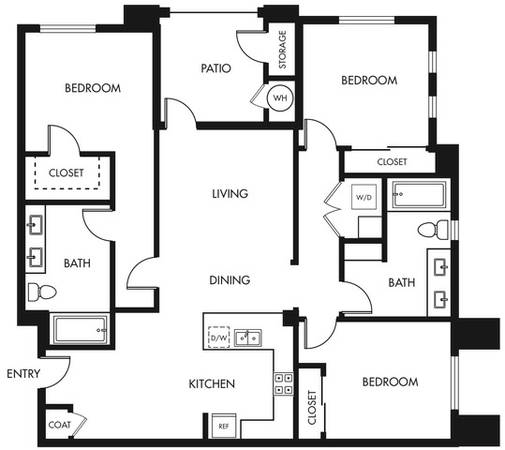 STORAGE
PATIO
BEDROOM
BEDROOM
WH
CLOSET
CLOSET
LIVING
W/D
BATH
DINING
BATH
D/W
ENTRY
KITCHEN
BEDROOM
CLOSET
COAT
REF